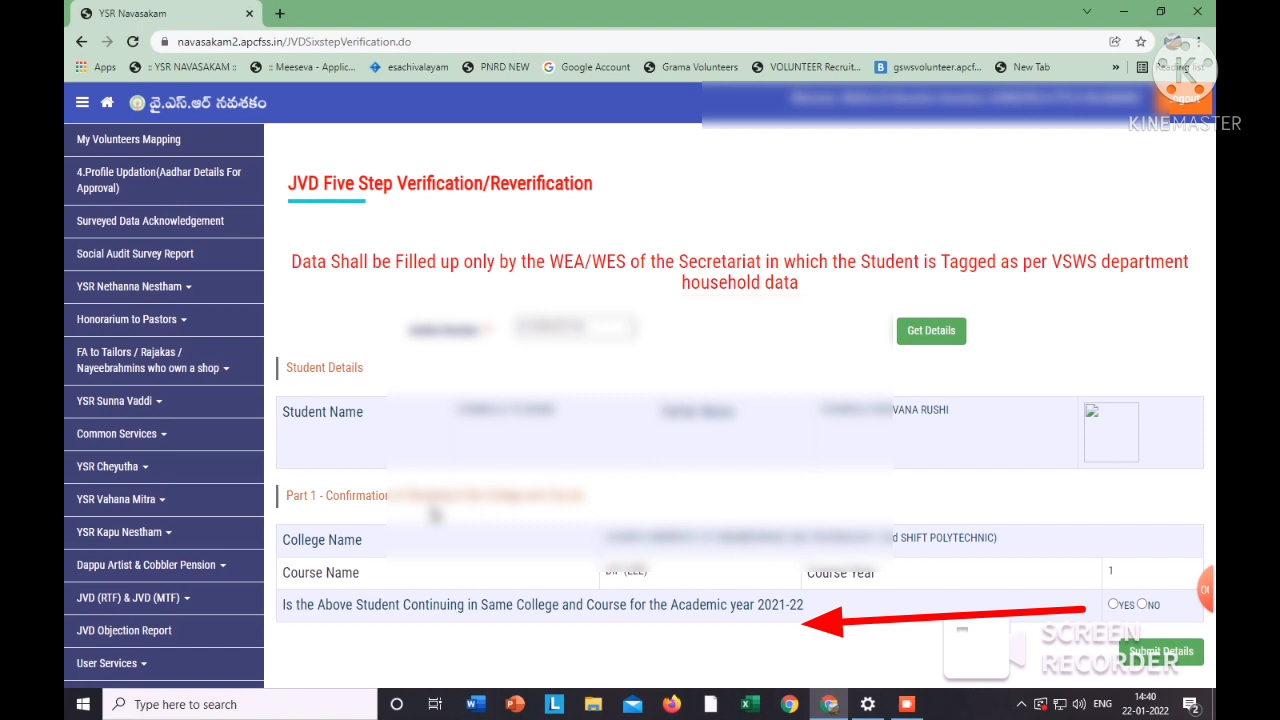 YSR Navasakam
navasakam2.apcfss.in/JVDSixstepVerification.do
Apps :: YSR NAVASAKAM :: :: Meeseva - Applic... esachivalayam PNRD NEW Google Account Grama Volunteers VOLUNTEER Recruit... gswsvolunteer.apcf... New Tab » Reading list
వై.ఎస్.ఆర్ నవశకం
Logout
KINEMASTER
My Volunteers Mapping
4.Profile Updation(Aadhar Details For
Approval)
Surveyed Data Acknowledgement
Social Audit Survey Report
YSR Nethanna Nestham
Honorarium to Pastors
FA to Tailors / Rajakas /
Nayeebrahmins who own a shop
YSR Sunna Vaddi
Common Services
YSR Cheyutha
YSR Vahana Mitra
YSR Kapu Nestham
Dappu Artist & Cobbler Pension
JVD (RTF) & JVD (MTF)
JVD Objection Report
User Services
JVD Five Step Verification/Reverification
Data Shall be Filled up only by the WEA/WES of the Secretariat in which the Student is Tagged as per VSWS department
household data
Get Details
Student Details
Student Name VANA RUSHI
Part 1 - Confirmation
College Name d SHIFT POLYTECHNIC)
Course Name DIP (EEE) Course Year 1
Is the Above Student Continuing in Same College and Course for the Academic year 2021-22 YES NO
Submit Details
SCREEN
RECORDER
Type here to search
ENG
14:40
22-01-2022
2